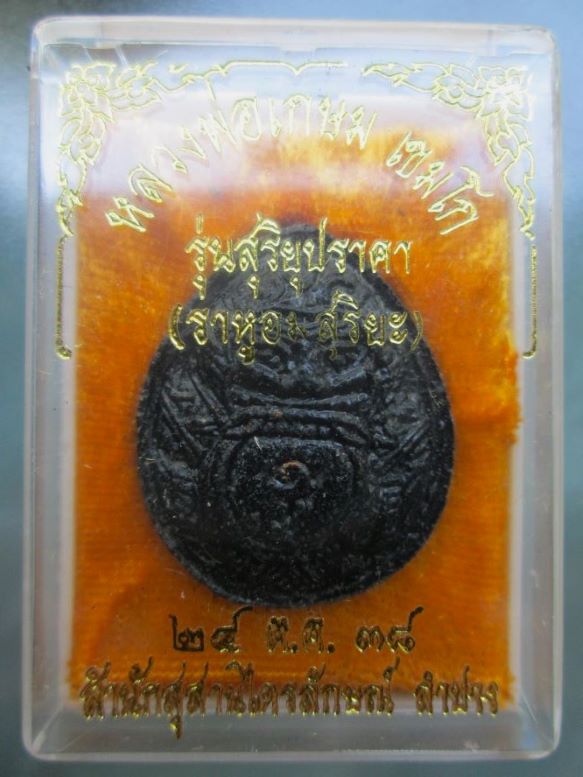 หลวงพ่อเกษม เขมโก
รุ่นสุริยุปราคา
(ราหูอมสุริยะ)
๒๔ ต.ค. ๓๘
สำนักสุสานไตรลักษณ์ ลำปาง